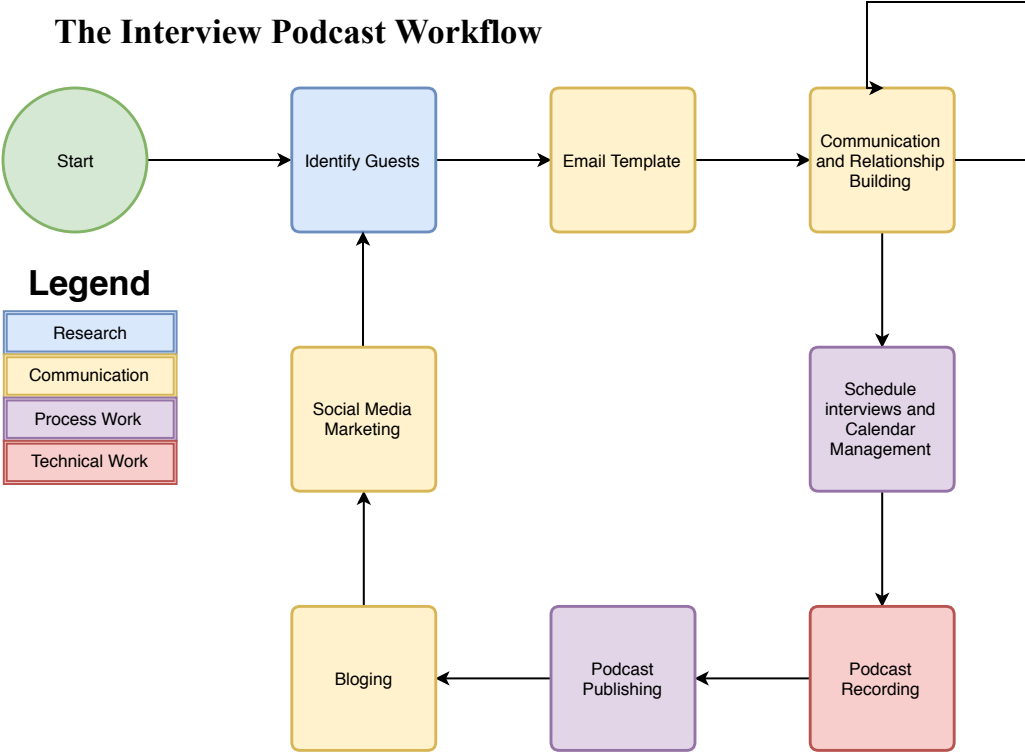 The Interview Podcast Workflow
Start
Identify Guests
Email Template
Communication
and Relationship
Building
Legend
Research
Communication
Process Work
Technical Work
Social Media
Marketing
Schedule
interviews and
Calendar
Management
Bloging
Podcast
Publishing
Podcast
Recording